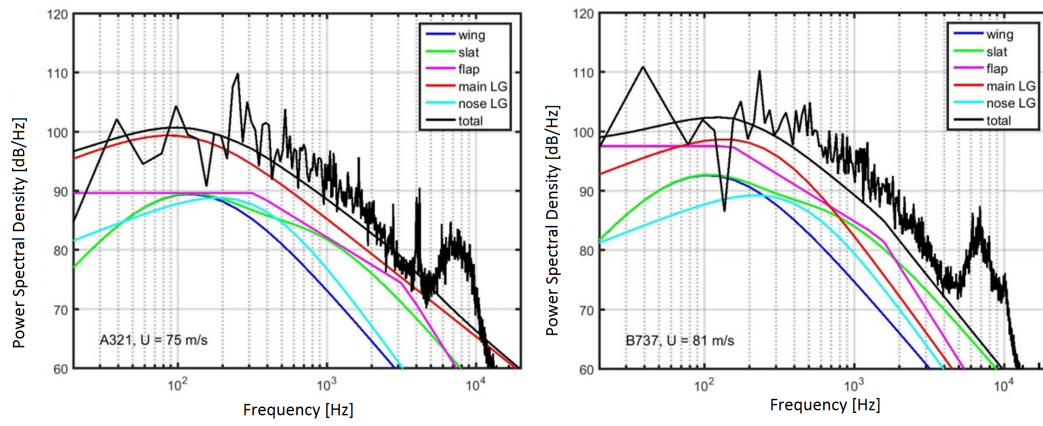 120
110
100
90
80
70
60
Power Spectral Density [dB/Hz]
wing
slat
flap
main LG
nose LG
total
A321, U = 75 m/s
10²
10³
10⁴
Frequency [Hz]
120
110
100
90
80
70
60
Power Spectral Density [dB/Hz]
wing
slat
flap
main LG
nose LG
total
B737, U = 81 m/s
10²
10³
10⁴
Frequency [Hz]